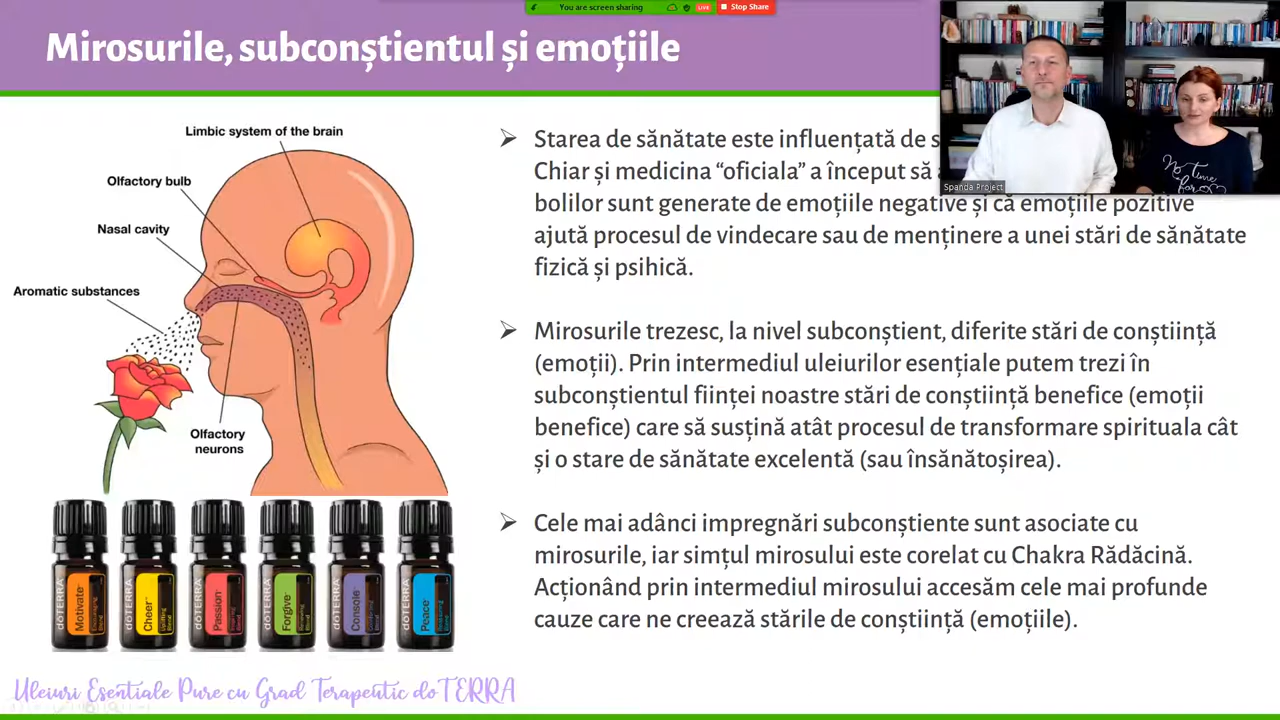 You are screen sharing
LIVE
Stop Share
Mirosurile, subconștientul și emoțiile
Spanda Project
No time
for
Limbic system of the brain
Olfactory bulb
Nasal cavity
Aromatic substances
Olfactory
neurons
Starea de sănătate este influențată de
Chiar și medicina “oficiala” a început să
bolilor sunt generate de emoțiile negative și că emoțiile pozitive
ajută procesul de vindecare sau de menținere a unei stări de sănătate
fizică și psihică.
Mirosurile trezesc, la nivel subconștient, diferite stări de conștiință
(emoții). Prin intermediul uleiurilor esențiale putem trezi în
subconștientul ființei noastre stări de conștiință benefice (emoții
benefice) care să susțină atât procesul de transformare spirituala cât
și o stare de sănătate excelentă (sau însănătoșirea).
Cele mai adânci impregnări subconștiente sunt asociate cu
mirosurile, iar simțul mirosului este corelat cu Chakra Rădăcină.
Acționând prin intermediul mirosului accesăm cele mai profunde
cauze care ne creează stările de conștiință (emoțiile).
dōTERRA Motivate
dōTERRA Cheer
dōTERRA Passion
dōTERRA Forgive
dōTERRA Console
dōTERRA Peace
Uleiuri Esentiale Pure cu Grad Terapeutic doTERRA